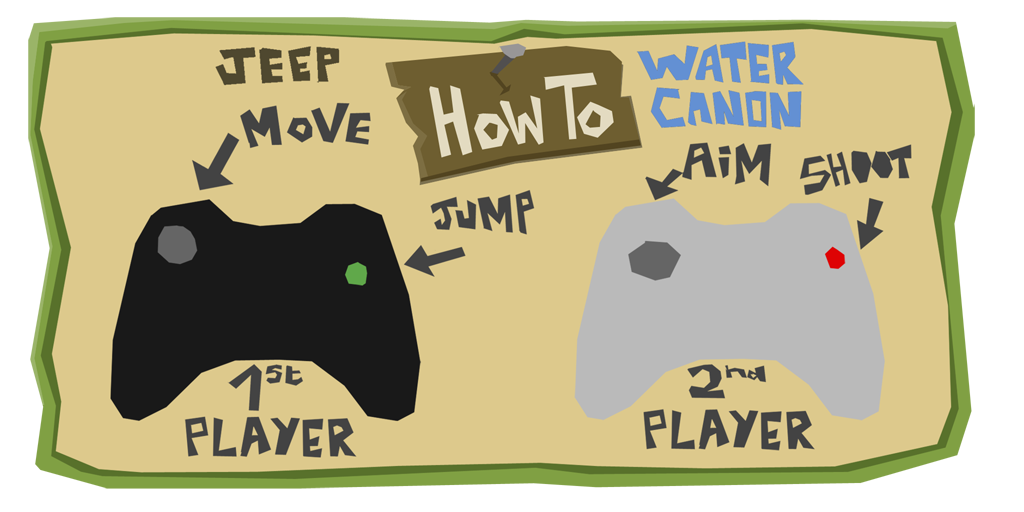 JEEP
MOVE
HOW TO
WATER
CANON
JUMP
AiM
SHOOT
1st
PLAYER
2nd
PLAYER